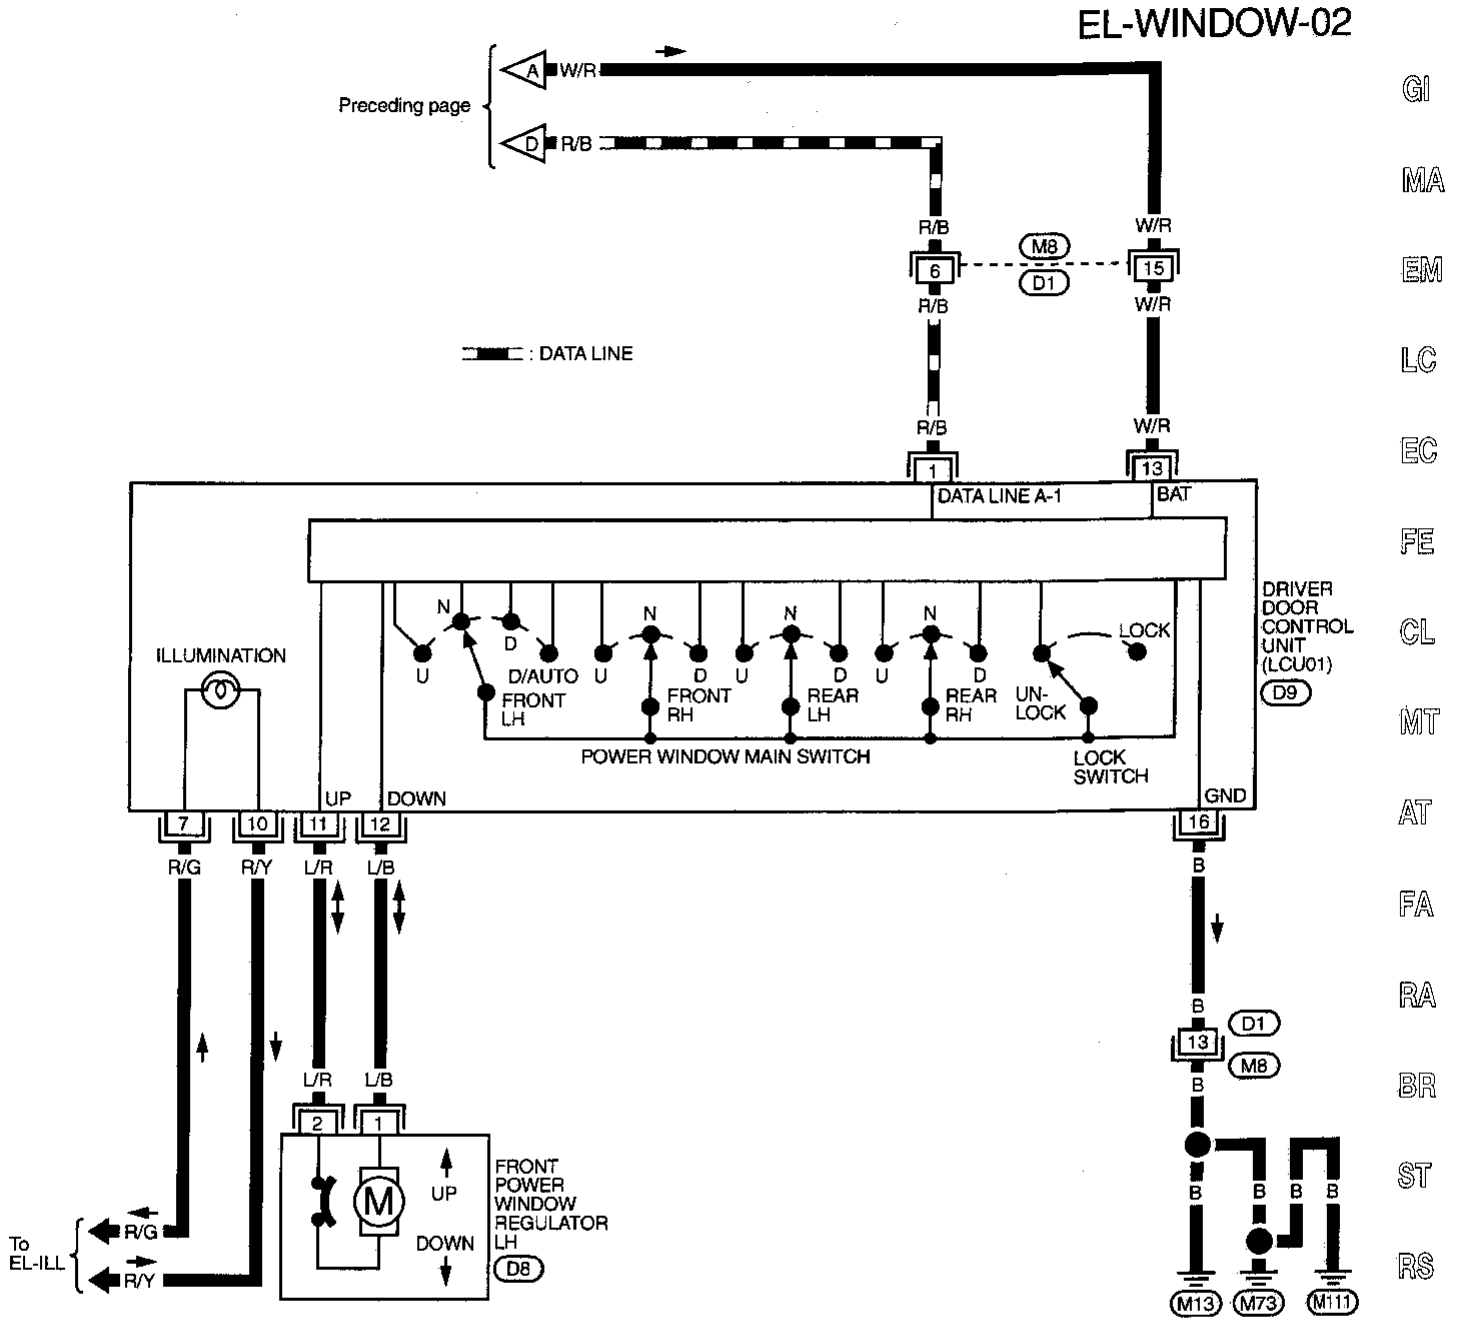 EL-WINDOW-02
A W/R
Preceding page
D R/B
GI
MA
EM
LC
EC
FE
CL
MT
AT
FA
RA
BR
ST
RS
R/B
W/R
6
M8
D1
15
R/B
W/R
: DATA LINE
R/B
W/R
1
13
DATA LINE A-1
BAT
DRIVER
DOOR
CONTROL
UNIT
(LCU01)
D9
ILLUMINATION
U
N
D
D/AUTO
FRONT
LH
U
N
D
FRONT
RH
U
N
D
REAR
LH
U
N
D
REAR
RH
UN-
LOCK
LOCK
POWER WINDOW MAIN SWITCH
LOCK
SWITCH
UP
DOWN
GND
7
10
11
12
16
R/G
R/Y
L/R
L/B
B
B
13
D1
M8
B
L/R
L/B
2
1
M
UP
DOWN
FRONT
POWER
WINDOW
REGULATOR
LH
D8
To
EL-ILL
R/G
R/Y
B
B
B
B
M13
M73
M111